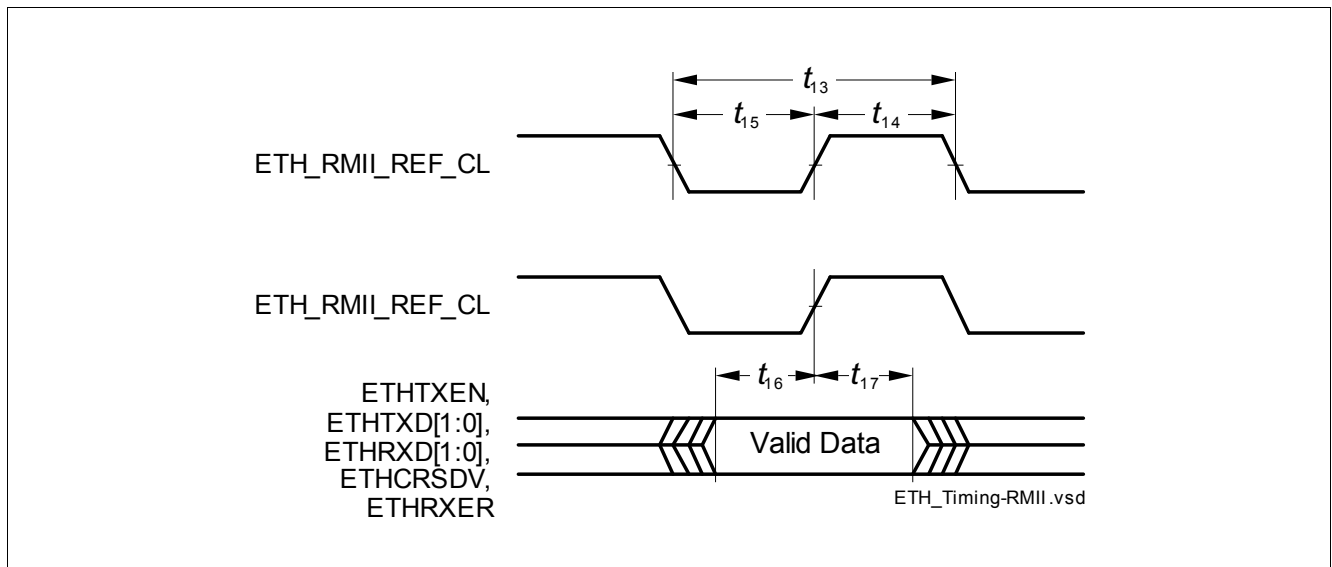 t13
t15
t14
ETH_RMII_REF_CL
ETH_RMII_REF_CL
t16
t17
ETHTXEN,
ETHTXD[1:0],
ETHRXD[1:0],
ETHCRSDV,
ETHRXER
Valid Data
ETH_Timing-RMII.vsd